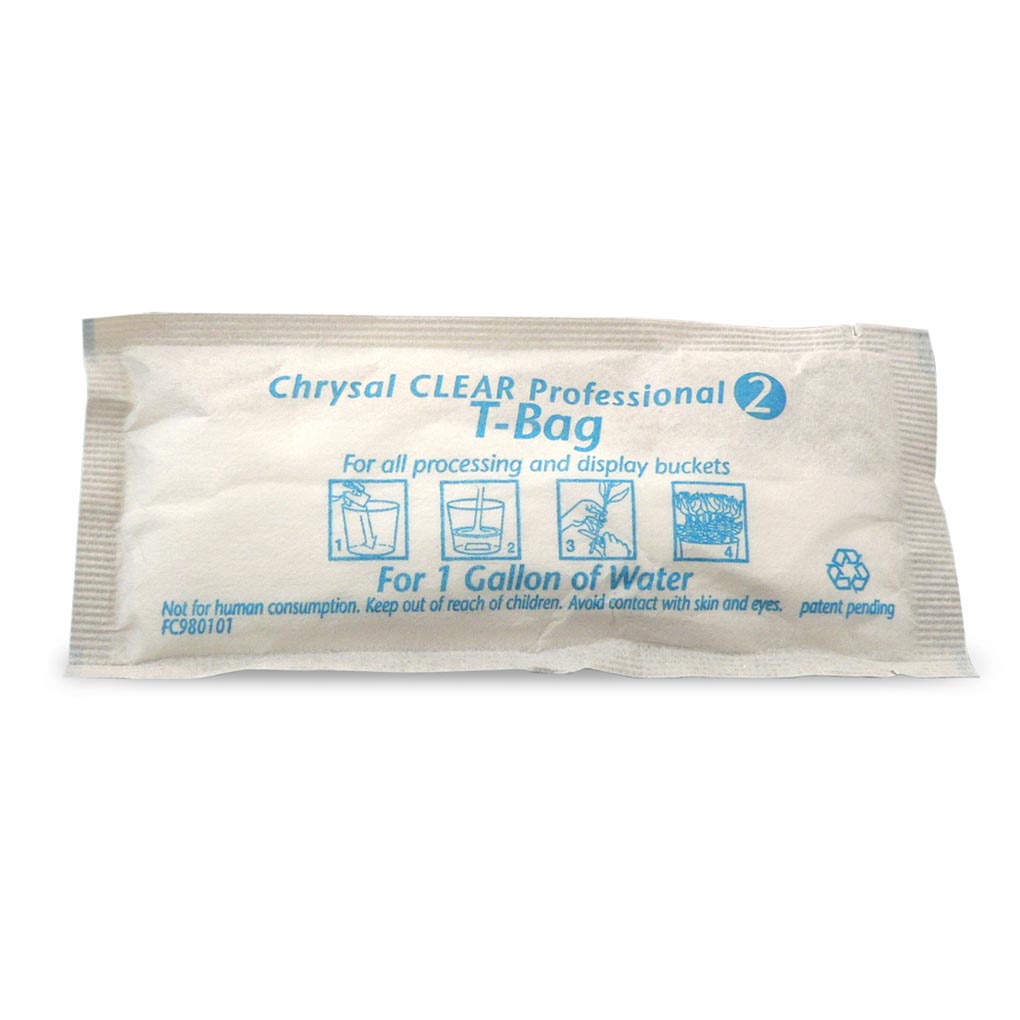 Chrysal CLEAR Professional 2
T-Bag
For all processing and display buckets
1 2 3 4
For 1 Gallon of Water
Not for human consumption. Keep out of reach of children. Avoid contact with skin and eyes. patent pending
FC980101